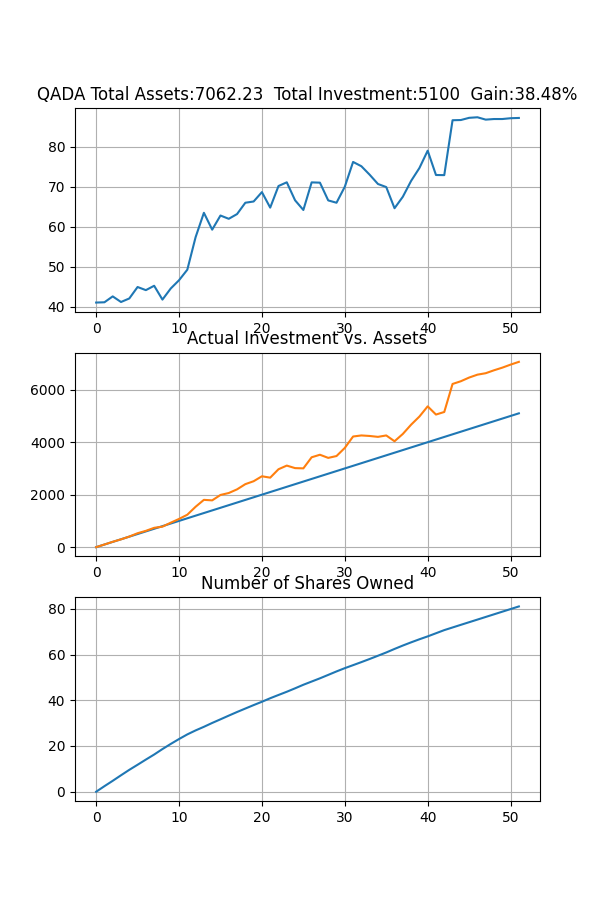 QADA Total Assets:7062.23  Total Investment:5100  Gain:38.48%
80
70
60
50
40
0 10 20 30 40 50
Actual Investment vs. Assets
6000
4000
2000
0
0 10 20 30 40 50
Number of Shares Owned
80
60
40
20
0
0 10 20 30 40 50